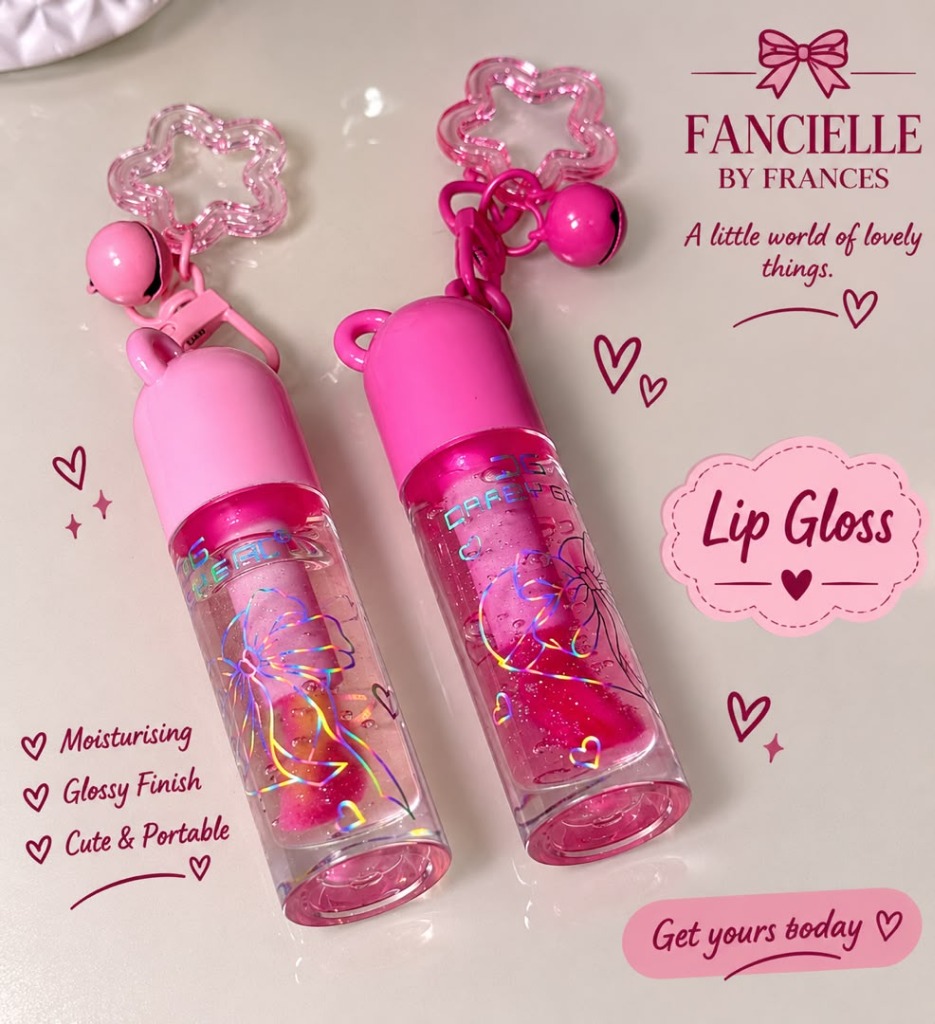 FANCIELLE
BY FRANCES
A little world of lovely
things.
Lip Gloss
Moisturising
Glossy Finish
Cute & Portable
Get yours today